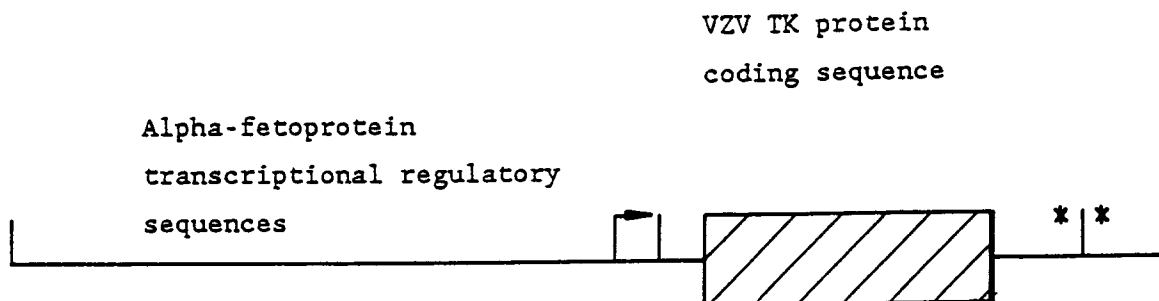 VZV TK protein
coding sequence
Alpha-fetoprotein
transcriptional regulatory
sequences
* *